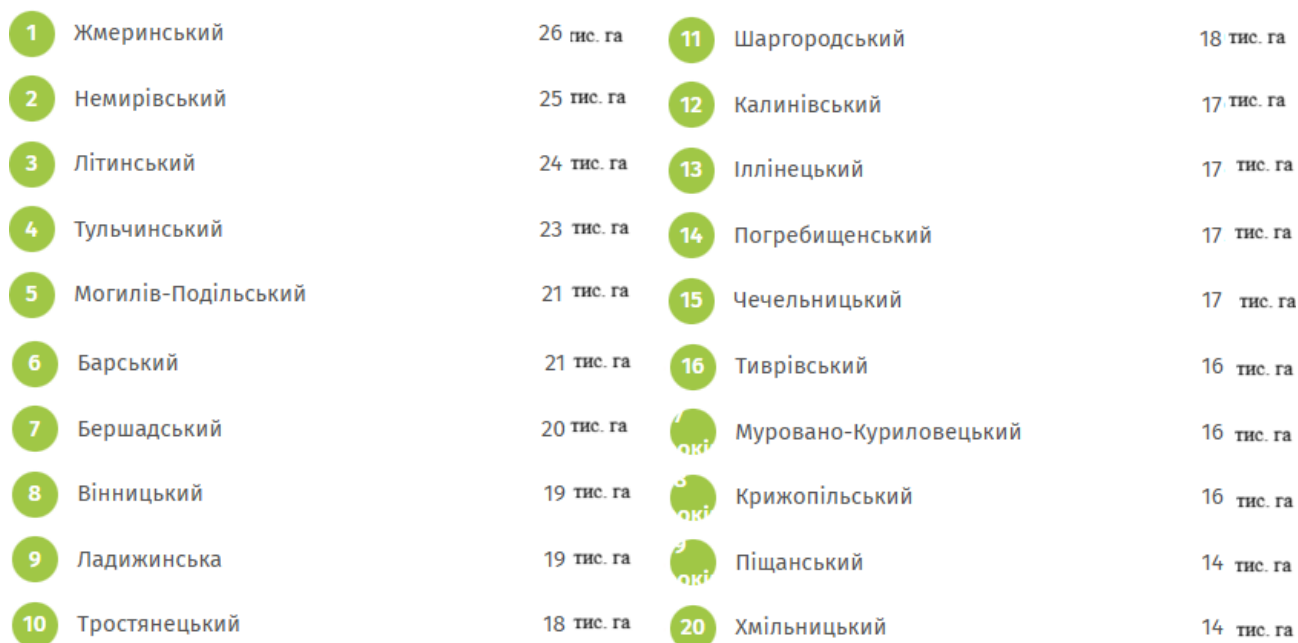 1 Жмеринський 26 тис. га
2 Немирівський 25 тис. га
3 Літинський 24 тис. га
4 Тульчинський 23 тис. га
5 Могилів-Подільський 21 тис. га
6 Барський 21 тис. га
7 Бершадський 20 тис. га
8 Вінницький 19 тис. га
9 Ладижинська 19 тис. га
10 Тростянецький 18 тис. га
11 Шаргородський 18 тис. га
12 Калинівський 17 тис. га
13 Іллінецький 17 тис. га
14 Погребищенський 17 тис. га
15 Чечельницький 17 тис. га
16 Тиврівський 16 тис. га
Муровано-Куриловецький 16 тис. га
Крижопільський 16 тис. га
Піщанський 14 тис. га
20 Хмільницький 14 тис. га